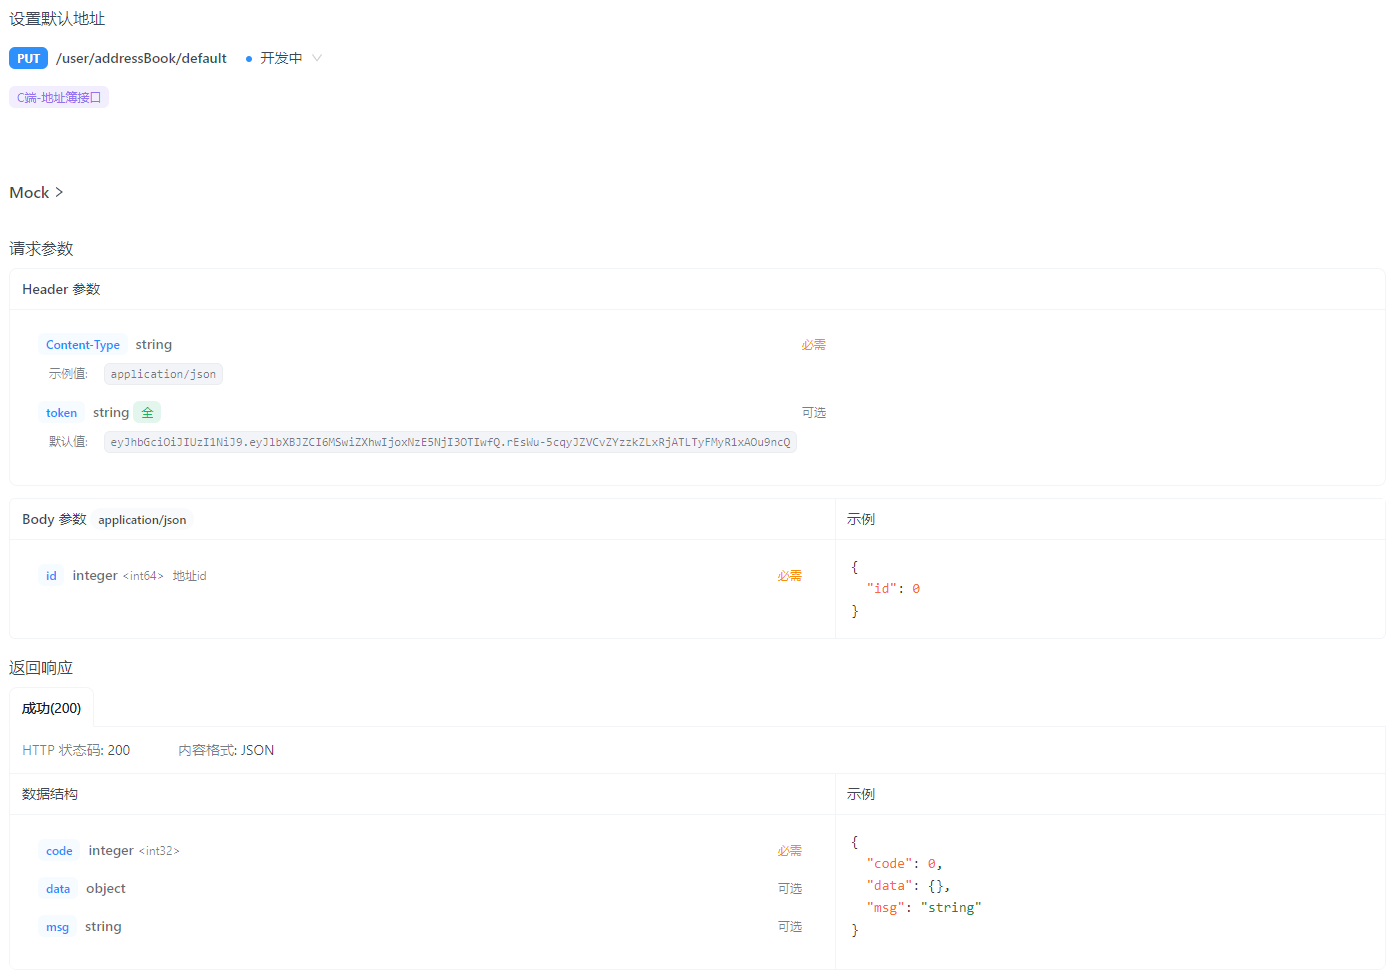 设置默认地址
PUT /user/addressBook/default 开发中
C端-地址簿接口
Mock >
请求参数
Header 参数
Content-Type string 必需
示例值: application/json
token string 全 可选
默认值: eyJhbGciOiJIUzI1NiJ9.eyJlbXBJZCI6MSwiZXhwIjoxNzE5NjI3OTIwfQ.rEsWu-5cqyJZVCvZYzzkZLxRjATLTyFMyR1xAOu9ncQ
Body 参数 application/json 示例
id integer <int64> 地址id 必需
{
"id": 0
}
返回响应
成功(200)
HTTP 状态码: 200 内容格式: JSON
数据结构 示例
code integer <int32> 必需
data object 可选
msg string 可选
{
"code": 0,
"data": {},
"msg": "string"
}